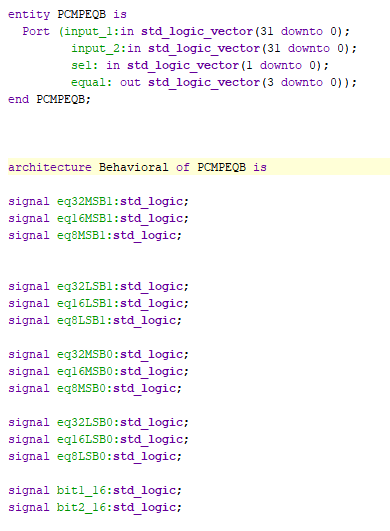 entity PCMPEQB is
Port (input_1:in std_logic_vector(31 downto 0);
input_2:in std_logic_vector(31 downto 0);
sel: in std_logic_vector(1 downto 0);
equal: out std_logic_vector(3 downto 0));
end PCMPEQB;
architecture Behavioral of PCMPEQB is
signal eq32MSB1:std_logic;
signal eq16MSB1:std_logic;
signal eq8MSB1:std_logic;
signal eq32LSB1:std_logic;
signal eq16LSB1:std_logic;
signal eq8LSB1:std_logic;
signal eq32MSB0:std_logic;
signal eq16MSB0:std_logic;
signal eq8MSB0:std_logic;
signal eq32LSB0:std_logic;
signal eq16LSB0:std_logic;
signal eq8LSB0:std_logic;
signal bit1_16:std_logic;
signal bit2_16:std_logic;